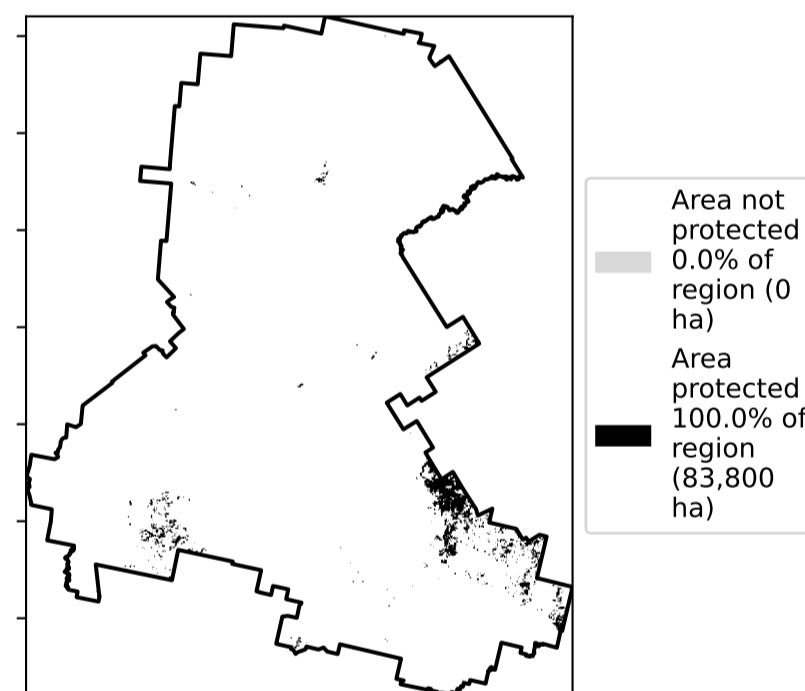 Area not
protected
0.0% of
region (0
ha)
Area
protected
100.0% of
region
(83,800
ha)